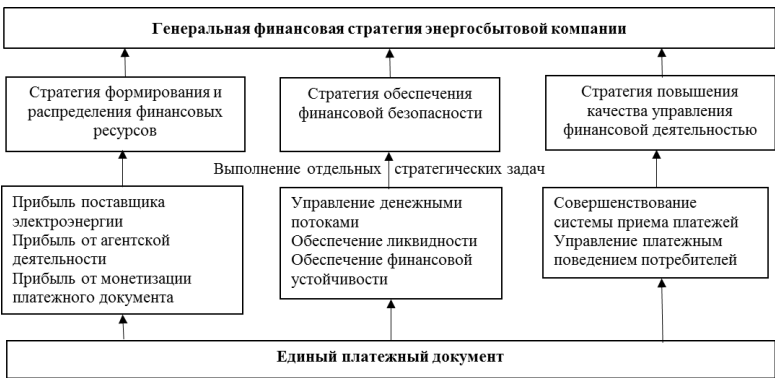 Генеральная финансовая стратегия энергосбытовой компании
Стратегия формирования и
распределения финансовых
ресурсов
Стратегия обеспечения
финансовой безопасности
Стратегия повышения
качества управления
финансовой деятельностью
Выполнение отдельных стратегических задач
Прибыль поставщика
электроэнергии
Прибыль от агентской
деятельности
Прибыль от монетизации
платежного документа
Управление денежными
потоками
Обеспечение ликвидности
Обеспечение финансовой
устойчивости
Совершенствование
системы приема платежей
Управление платежным
поведением потребителей
Единый платежный документ